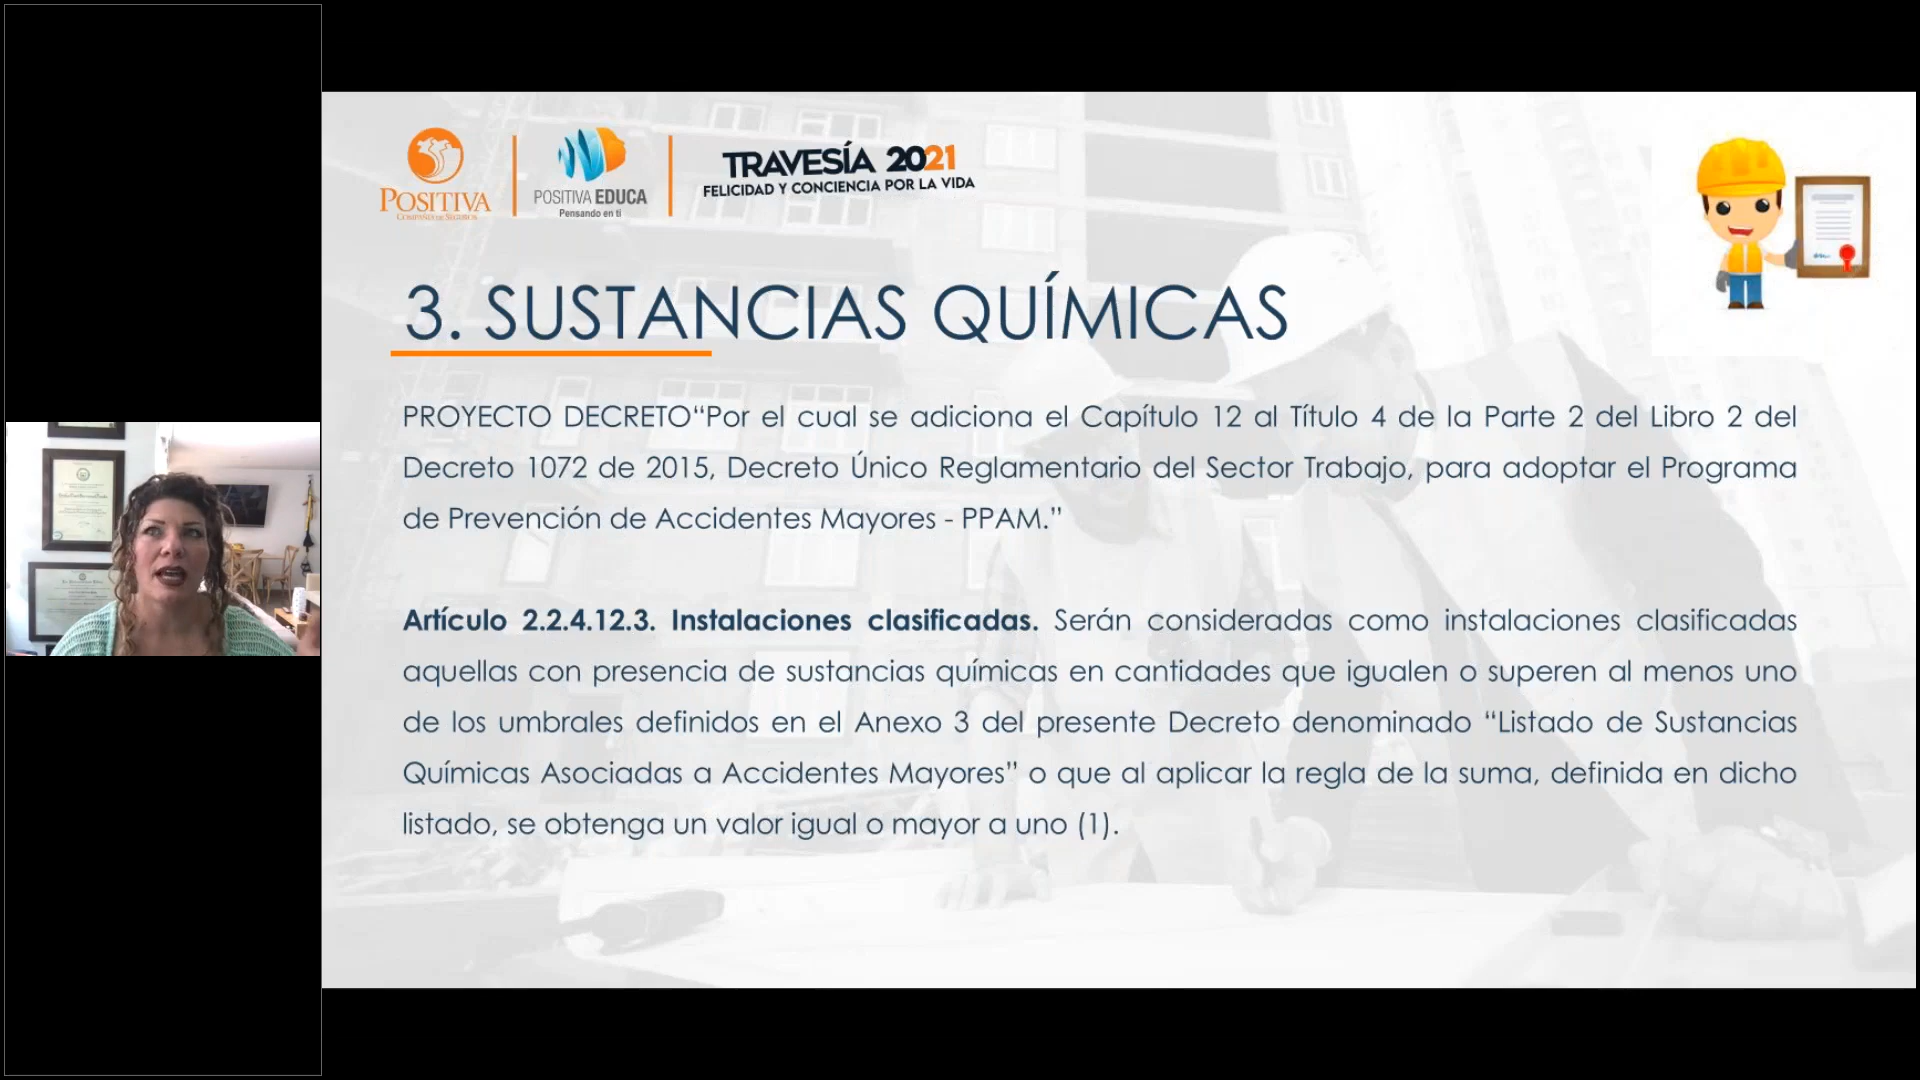 POSITIVA
COMPAÑÍA DE SEGUROS
POSITIVA EDUCA
Pensando en ti
TRAVESÍA 2021
FELICIDAD Y CONCIENCIA POR LA VIDA
3. SUSTANCIAS QUÍMICAS
PROYECTO DECRETO“Por el cual se adiciona el Capítulo 12 al Título 4 de la Parte 2 del Libro 2 del
Decreto 1072 de 2015, Decreto Único Reglamentario del Sector Trabajo, para adoptar el Programa
de Prevención de Accidentes Mayores - PPAM.”
Artículo 2.2.4.12.3. Instalaciones clasificadas. Serán consideradas como instalaciones clasificadas
aquellas con presencia de sustancias químicas en cantidades que igualen o superen al menos uno
de los umbrales definidos en el Anexo 3 del presente Decreto denominado “Listado de Sustancias
Químicas Asociadas a Accidentes Mayores” o que al aplicar la regla de la suma, definida en dicho
listado, se obtenga un valor igual o mayor a uno (1).